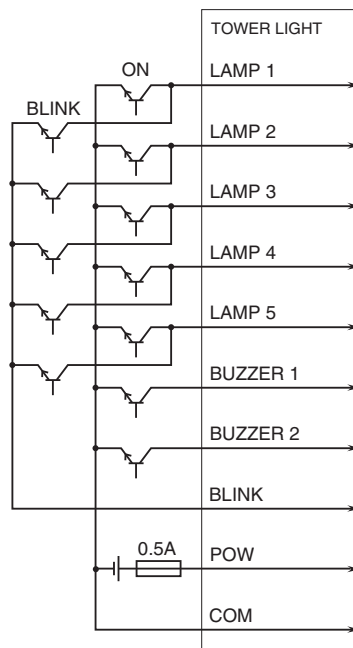 TOWER LIGHT
ON
LAMP 1
BLINK
LAMP 2
LAMP 3
LAMP 4
LAMP 5
BUZZER 1
BUZZER 2
BLINK
0.5A
POW
COM